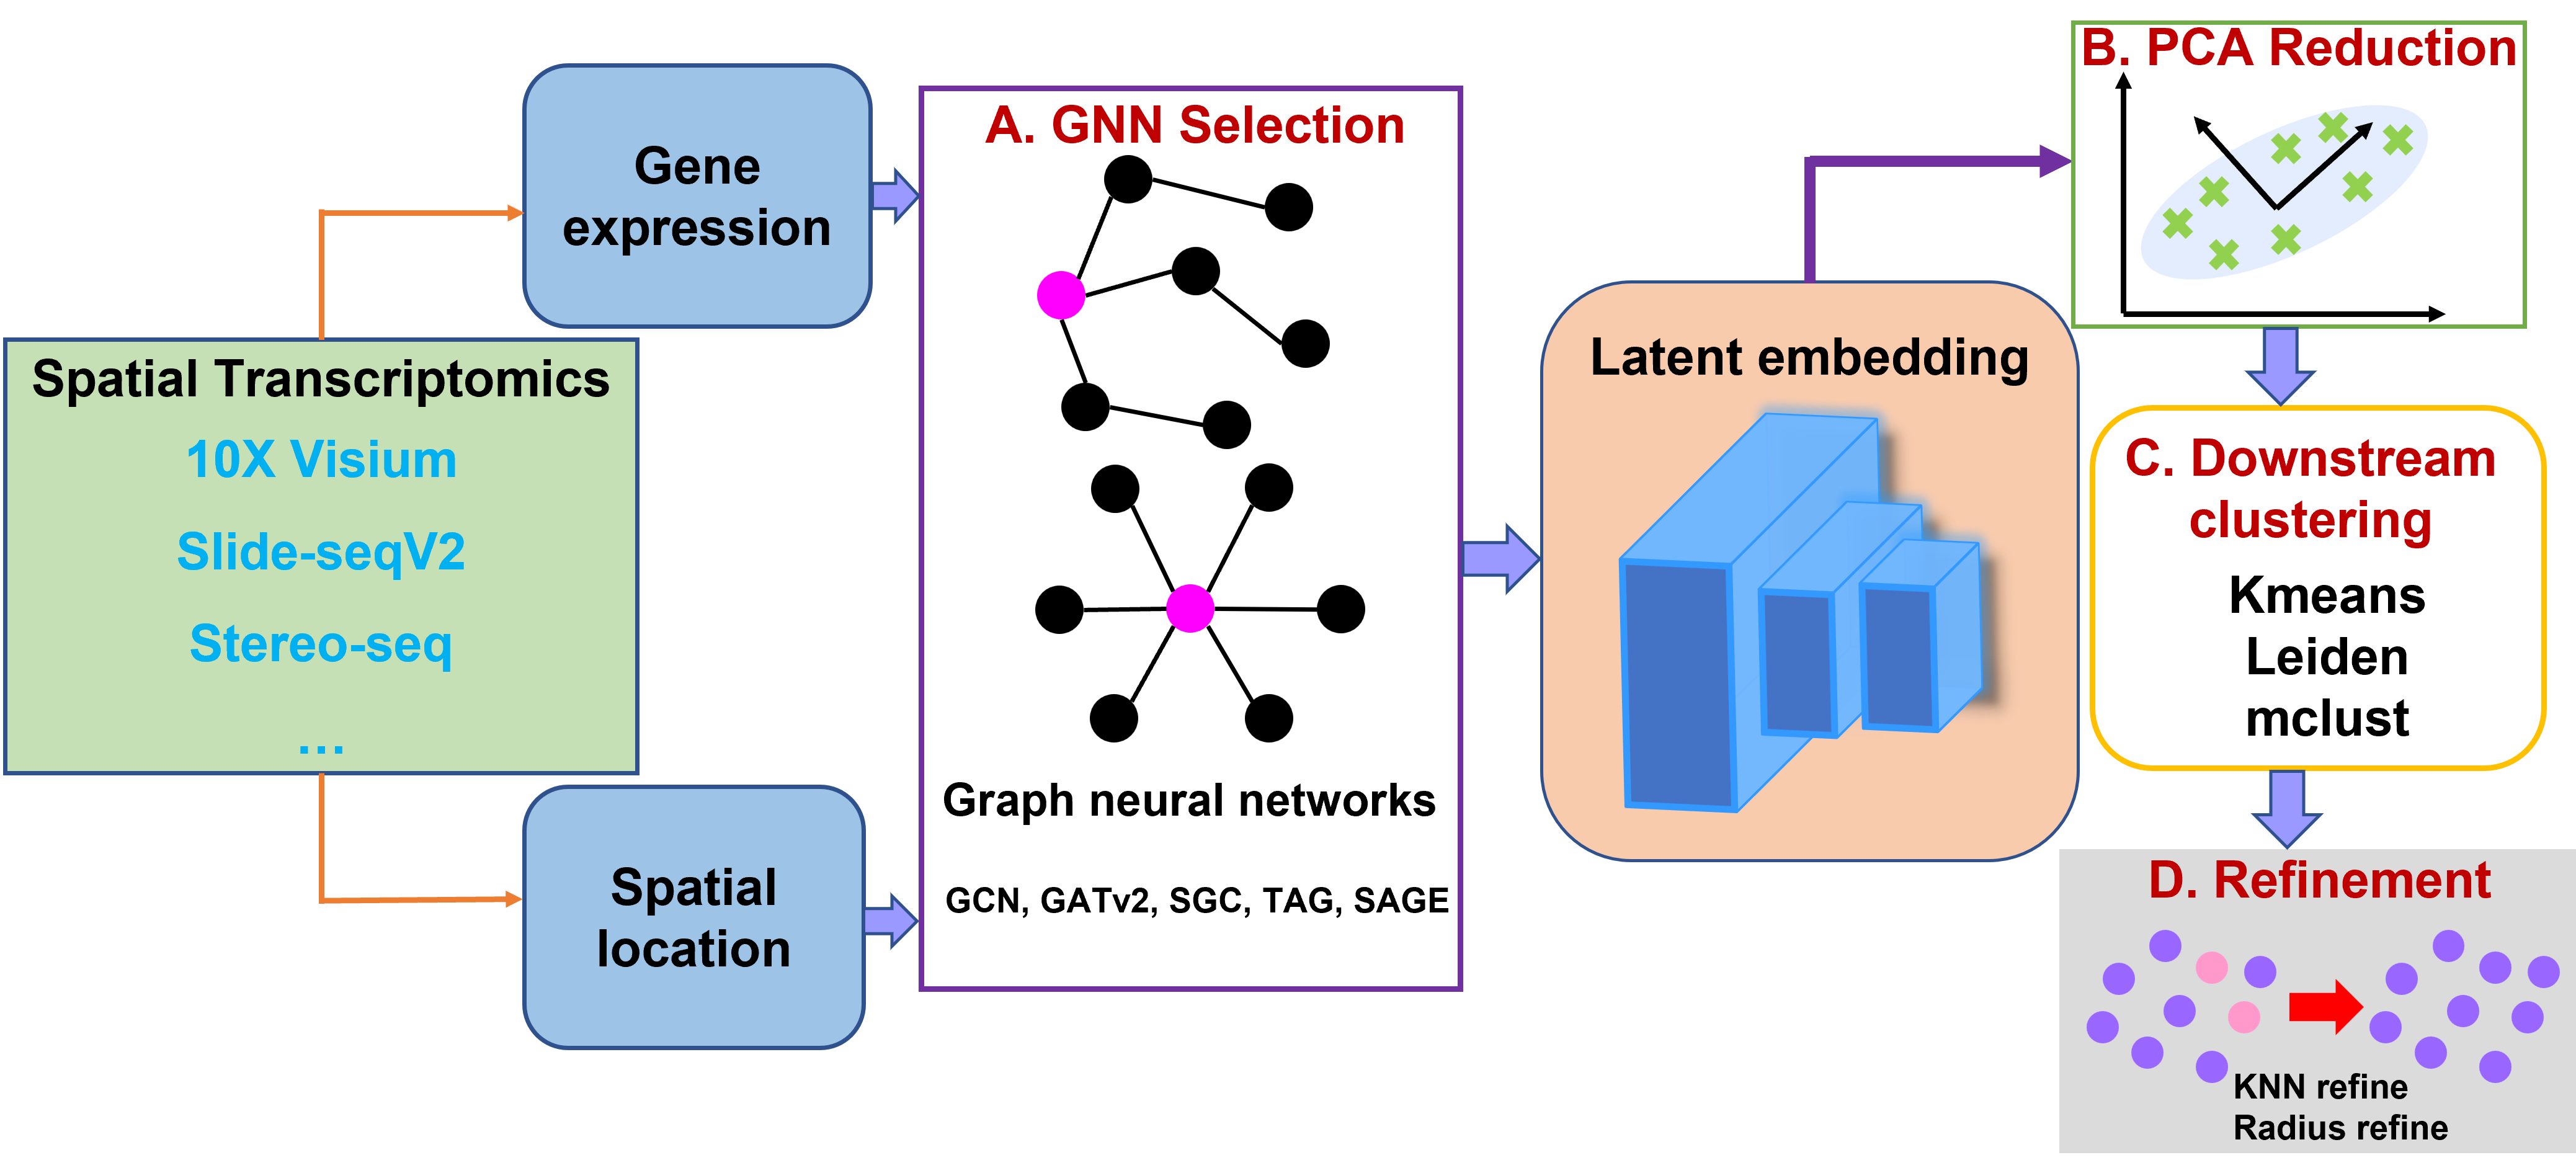 Spatial Transcriptomics
10X Visium
Slide-seqV2
Stereo-seq
...
Gene
expression
Spatial
location
A. GNN Selection
Graph neural networks
GCN, GATv2, SGC, TAG, SAGE
Latent embedding
B. PCA Reduction
C. Downstream
clustering
Kmeans
Leiden
mclust
D. Refinement
KNN refine
Radius refine